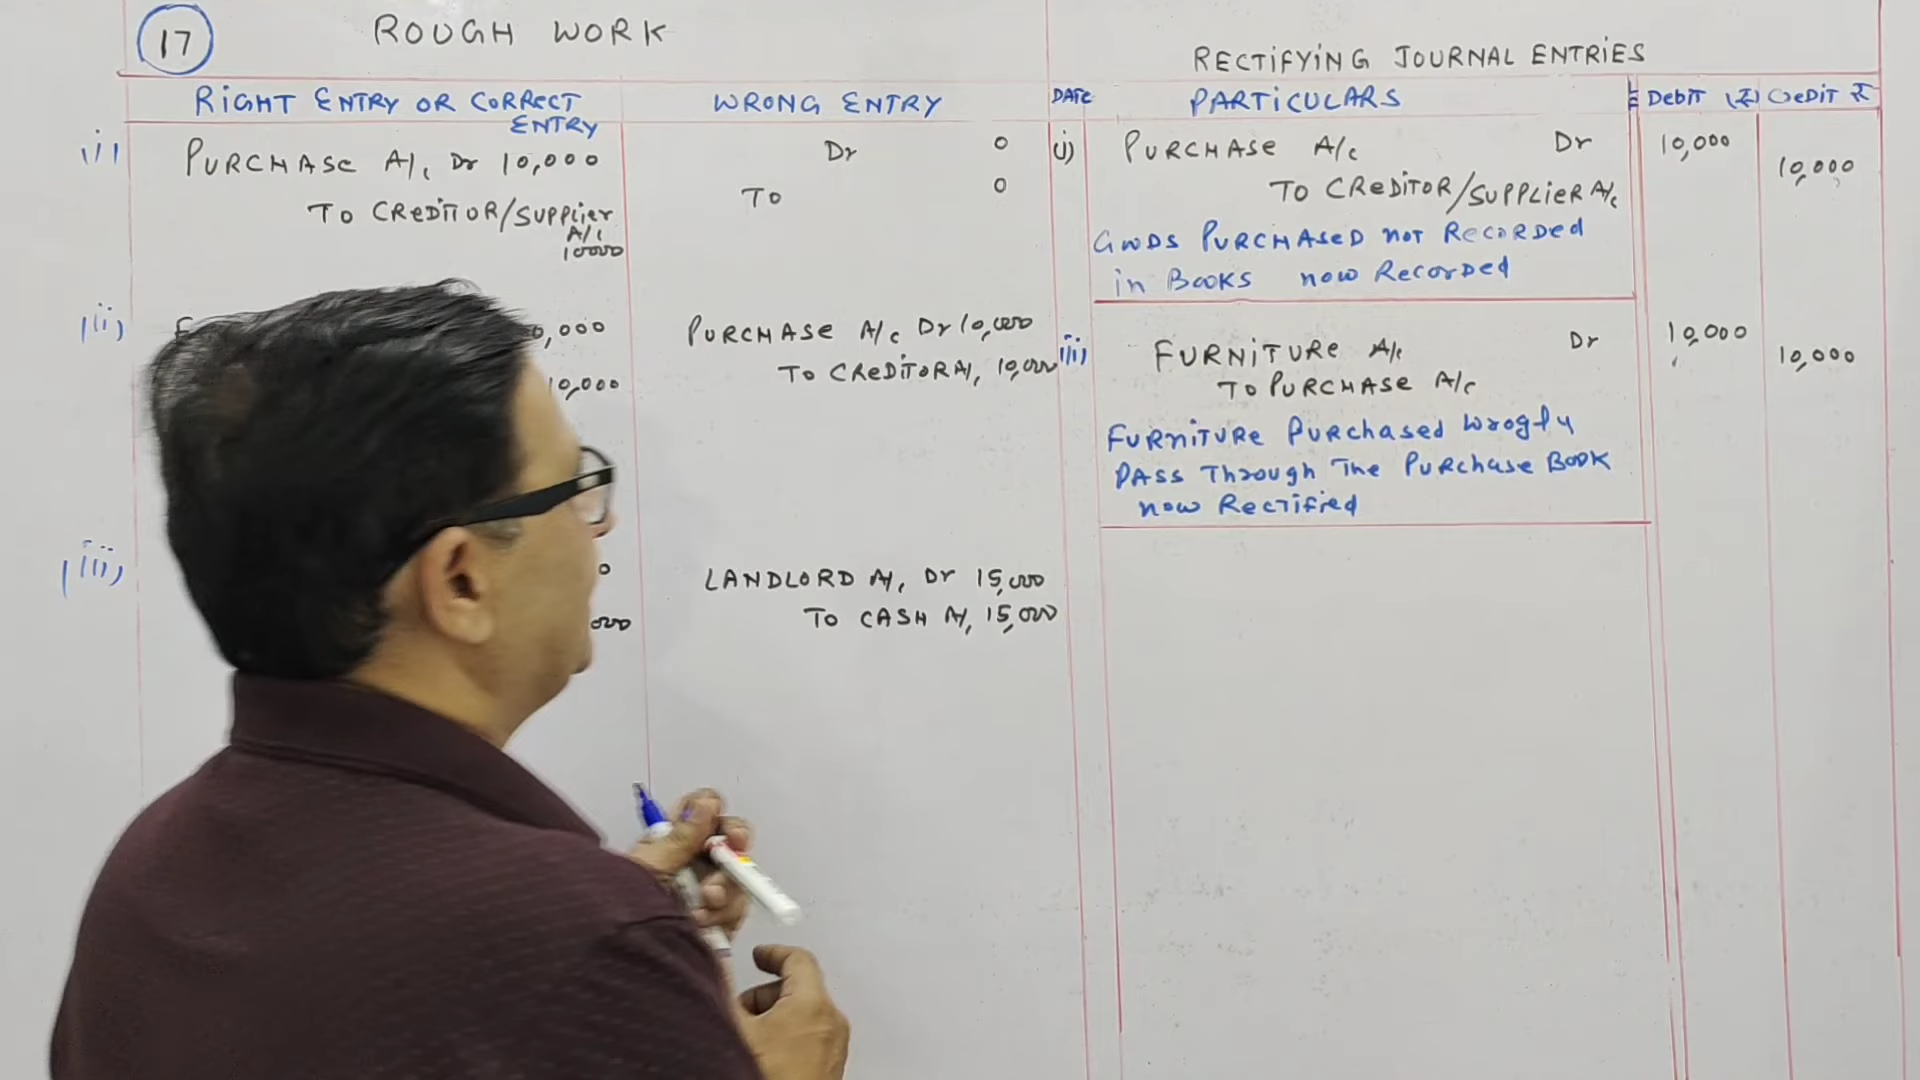 17
ROUGH WORK
RECTIFYING JOURNAL ENTRIES
RIGHT ENTRY OR CORRECT
ENTRY
WRONG ENTRY
DATE
PARTICULARS
Debit (₹)
Credit ₹
i)
PURCHASE A/c Dr 10,000
TO CREDITOR/SUPPLIER
A/c
10000
Dr 0
TO 0
i)
PURCHASE A/c Dr 10,000
TO CREDITOR/SUPPLIER A/c 10,000
GOODS PURCHASED NOT RECORDED
in BOOKS now RECORDED
ii)
0,000
10,000
PURCHASE A/c Dr 10,000
TO CREDITOR A/c 10,000
ii)
FURNITURE A/c Dr 10,000
TO PURCHASE A/c 10,000
FURNITURE PURCHASED WROGLY
PASS THROUGH THE PURCHASE BOOK
now RECTIFIED
iii)
0
000
LANDLORD A/c Dr 15,000
TO CASH A/c 15,000